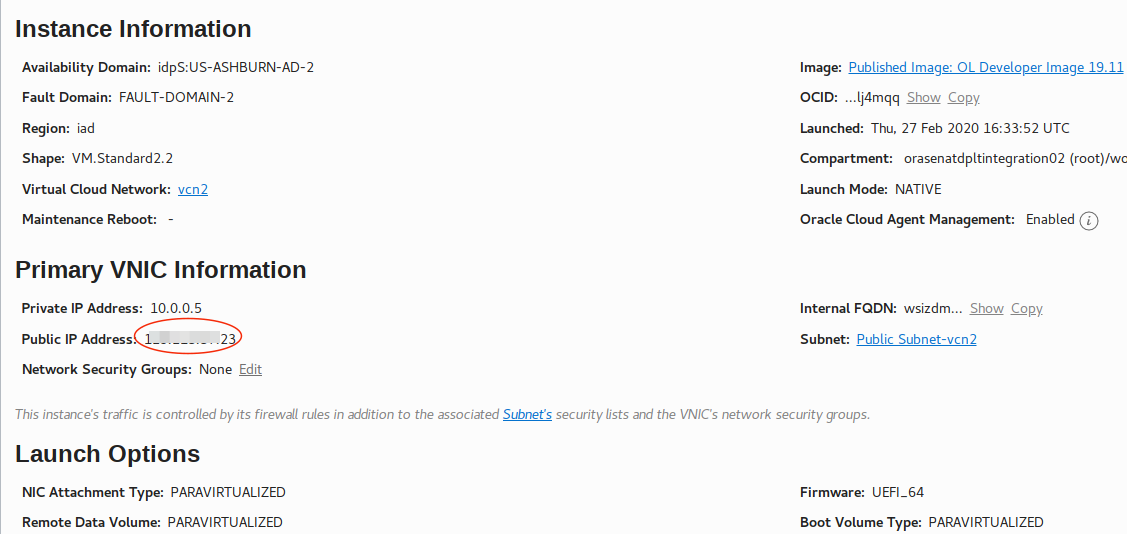 Instance Information
Availability Domain: idpS:US-ASHBURN-AD-2
Image: Published Image: OL Developer Image 19.11
Fault Domain: FAULT-DOMAIN-2
OCID: ...lj4mqq Show Copy
Region: iad
Launched: Thu, 27 Feb 2020 16:33:52 UTC
Shape: VM.Standard2.2
Compartment: orasenatdpltintegration02 (root)/wo
Virtual Cloud Network: vcn2
Launch Mode: NATIVE
Maintenance Reboot: -
Oracle Cloud Agent Management: Enabled i
Primary VNIC Information
Private IP Address: 10.0.0.5
Internal FQDN: wsizdm... Show Copy
Public IP Address:
Subnet: Public Subnet-vcn2
Network Security Groups: None Edit
This instance's traffic is controlled by its firewall rules in addition to the associated Subnet's security lists and the VNIC's network security groups.
Launch Options
NIC Attachment Type: PARAVIRTUALIZED
Firmware: UEFI_64
Remote Data Volume: PARAVIRTUALIZED
Boot Volume Type: PARAVIRTUALIZED